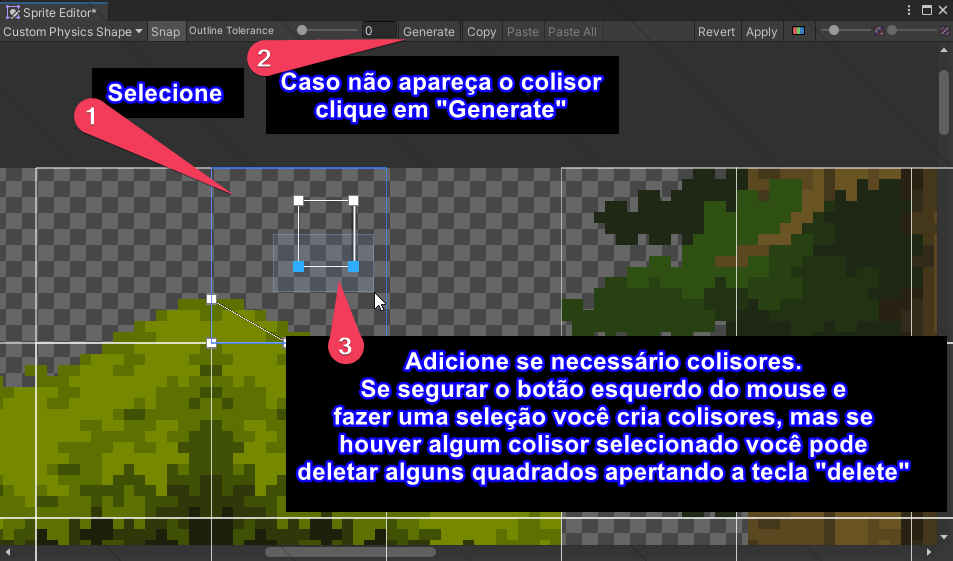 Sprite Editor*
Custom Physics Shape Snap Outline Tolerance 0 Generate Copy Paste Paste All Revert Apply
2
Selecione
Caso não apareça o colisor
clique em "Generate"
1
3
Adicione se necessário colisores.
Se segurar o botão esquerdo do mouse e
fazer uma seleção você cria colisores, mas se
houver algum colisor selecionado você pode
deletar alguns quadrados apertando a tecla "delete"